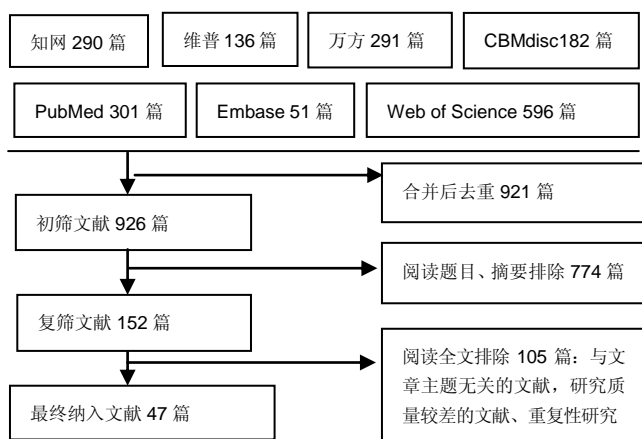 知网 290 篇
维普 136 篇
万方 291 篇
CBMdisc182 篇
PubMed 301 篇
Embase 51 篇
Web of Science 596 篇
合并后去重 921 篇
初筛文献 926 篇
阅读题目、摘要排除 774 篇
复筛文献 152 篇
阅读全文排除 105 篇：与文
章主题无关的文献，研究质
量较差的文献、重复性研究
最终纳入文献 47 篇